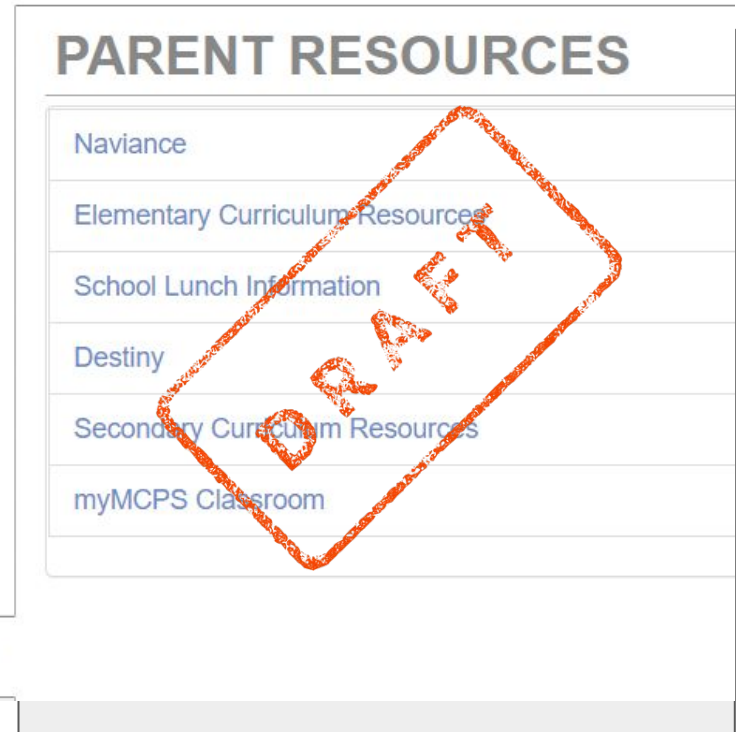 PARENT RESOURCES
Naviance
Elementary Curriculum Resources
School Lunch Information
Destiny
Secondary Curriculum Resources
myMCPS Classroom
DRAFT